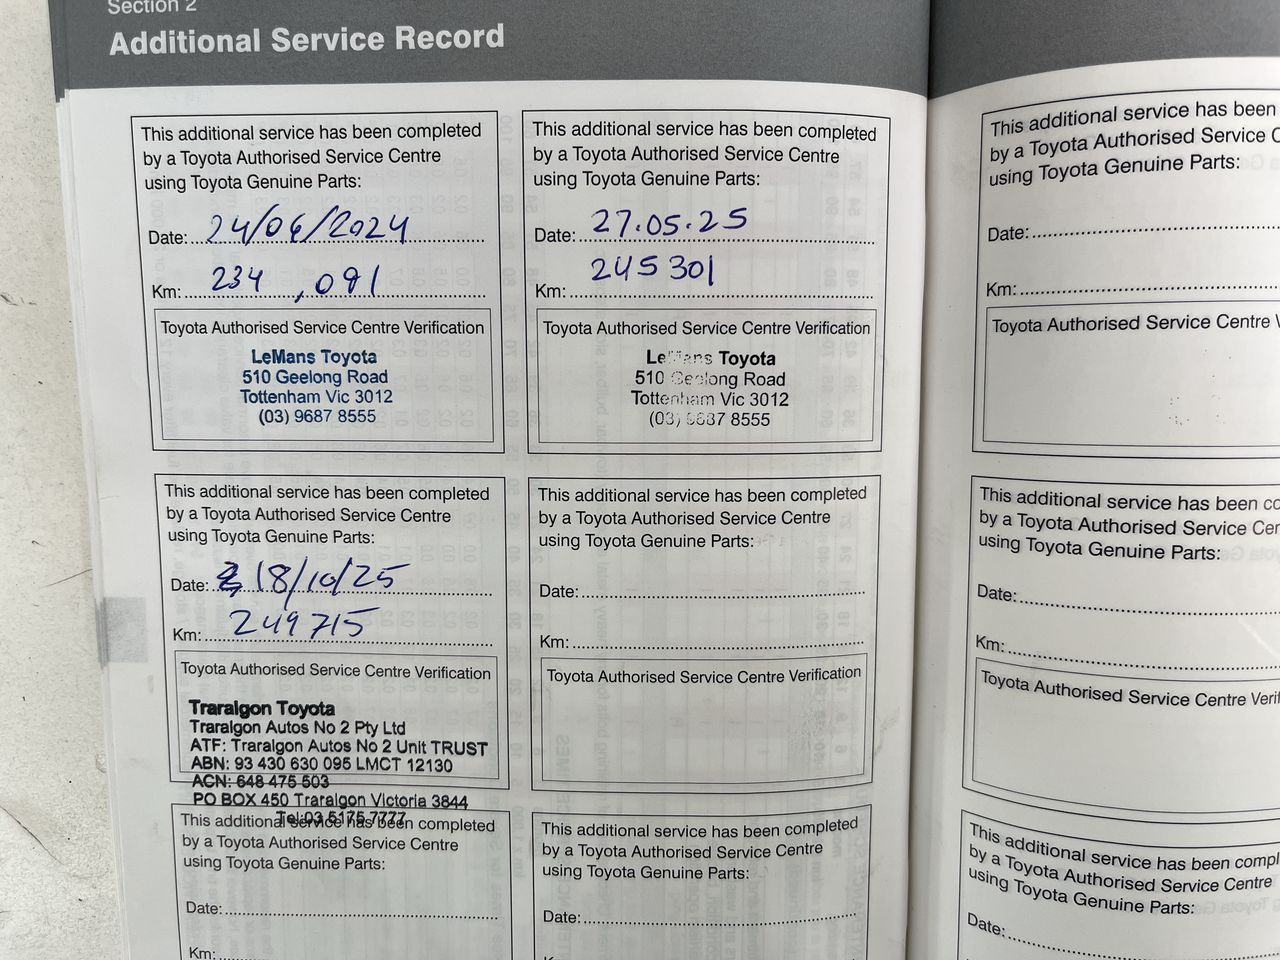 Section 2
Additional Service Record
This additional service has been completed
by a Toyota Authorised Service Centre
using Toyota Genuine Parts:
Date: 24/06/2024
Km: 234,091
Toyota Authorised Service Centre Verification
LeMans Toyota
510 Geelong Road
Tottenham Vic 3012
(03) 9687 8555
This additional service has been completed
by a Toyota Authorised Service Centre
using Toyota Genuine Parts:
Date: 27.05.25
Km: 245301
Toyota Authorised Service Centre Verification
LeMans Toyota
510 Geelong Road
Tottenham Vic 3012
(03) 9687 8555
This additional service has been completed
by a Toyota Authorised Service Centre
using Toyota Genuine Parts:
Date: 18/10/25
Km: 249715
Toyota Authorised Service Centre Verification
Traralgon Toyota
Traralgon Autos No 2 Pty Ltd
ATF: Traralgon Autos No 2 Unit TRUST
ABN: 93 430 630 095 LMCT 12130
ACN: 648 475 503
PO BOX 450 Traralgon Victoria 3844
Tel:03 5175 7777
This additional service has been completed
by a Toyota Authorised Service Centre
using Toyota Genuine Parts:
Date:
Km:
Toyota Authorised Service Centre Verification
This additional service has been completed
by a Toyota Authorised Service Centre
using Toyota Genuine Parts:
Date:
Km:
This additional service has been completed
by a Toyota Authorised Service Centre
using Toyota Genuine Parts:
Date:
This additional service has been
by a Toyota Authorised Service
using Toyota Genuine Parts:
Date:
Km:
Toyota Authorised Service Centre
This additional service has been
by a Toyota Authorised Service
using Toyota Genuine Parts:
Date:
Km:
Toyota Authorised Service Centre
This additional service has been
by a Toyota Authorised Service Centre
using Toyota Genuine Parts:
Date: